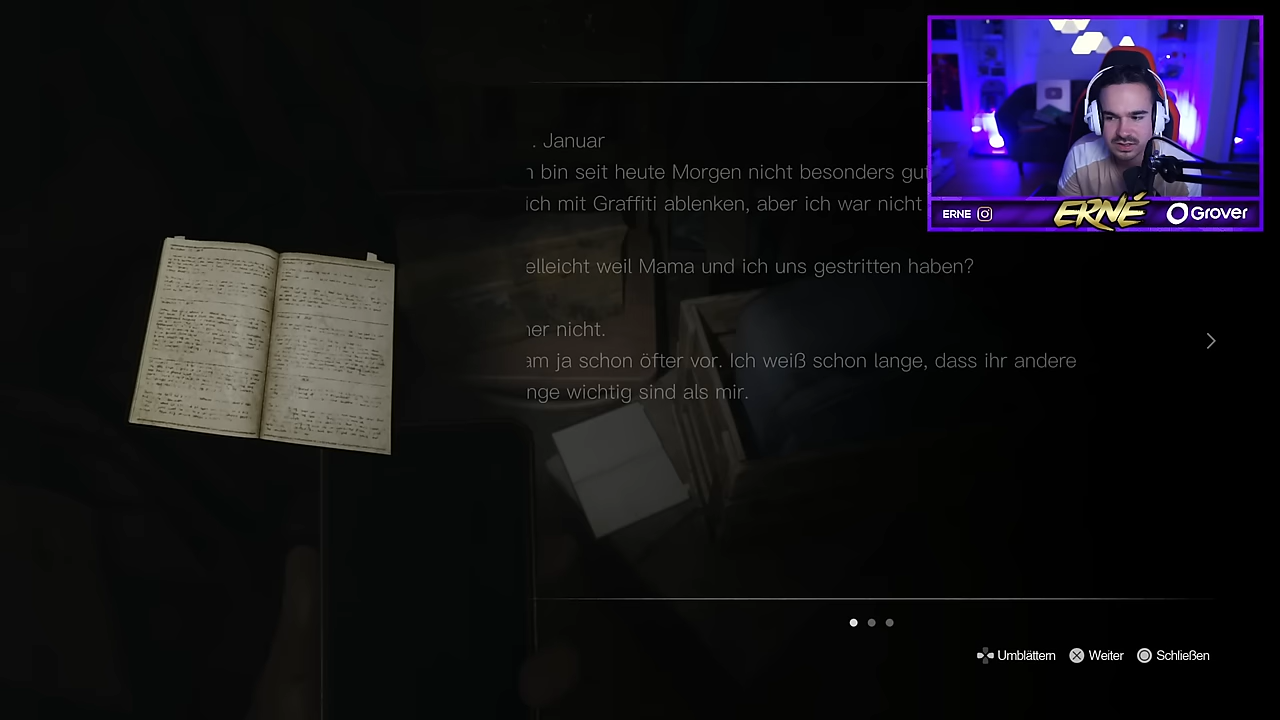 . Januar
bin seit heute Morgen nicht besonders gut
ich mit Graffiti ablenken, aber ich war nicht
elleicht weil Mama und ich uns gestritten haben?
er nicht.
am ja schon öfter vor. Ich weiß schon lange, dass ihr andere
nge wichtig sind als mir.
Umblättern Weiter Schließen
ERNE
ERNÉ
Grover